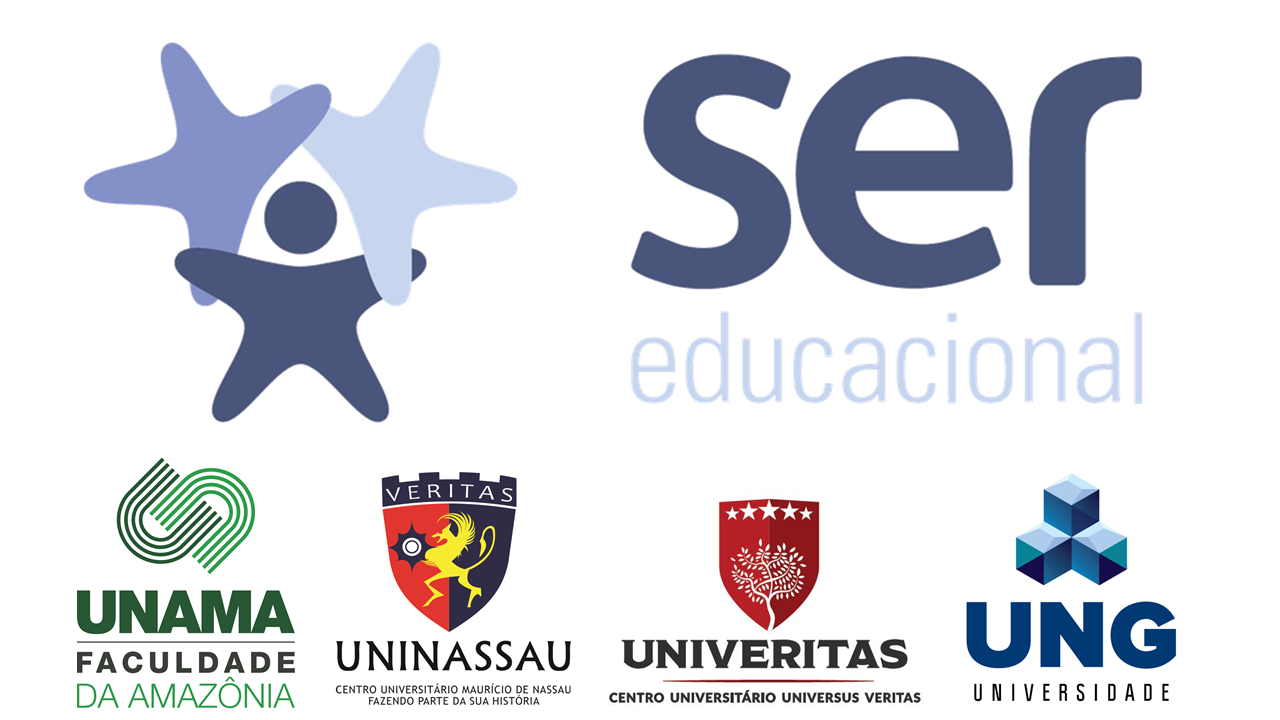 ser
educacional
UNAMA
FACULDADE
DA AMAZÔNIA
VERITAS
UNINASSAU
CENTRO UNIVERSITÁRIO MAURÍCIO DE NASSAU
FAZENDO PARTE DA SUA HISTÓRIA
UNIVERITAS
CENTRO UNIVERSITÁRIO UNIVERSUS VERITAS
UNG
UNIVERSIDADE